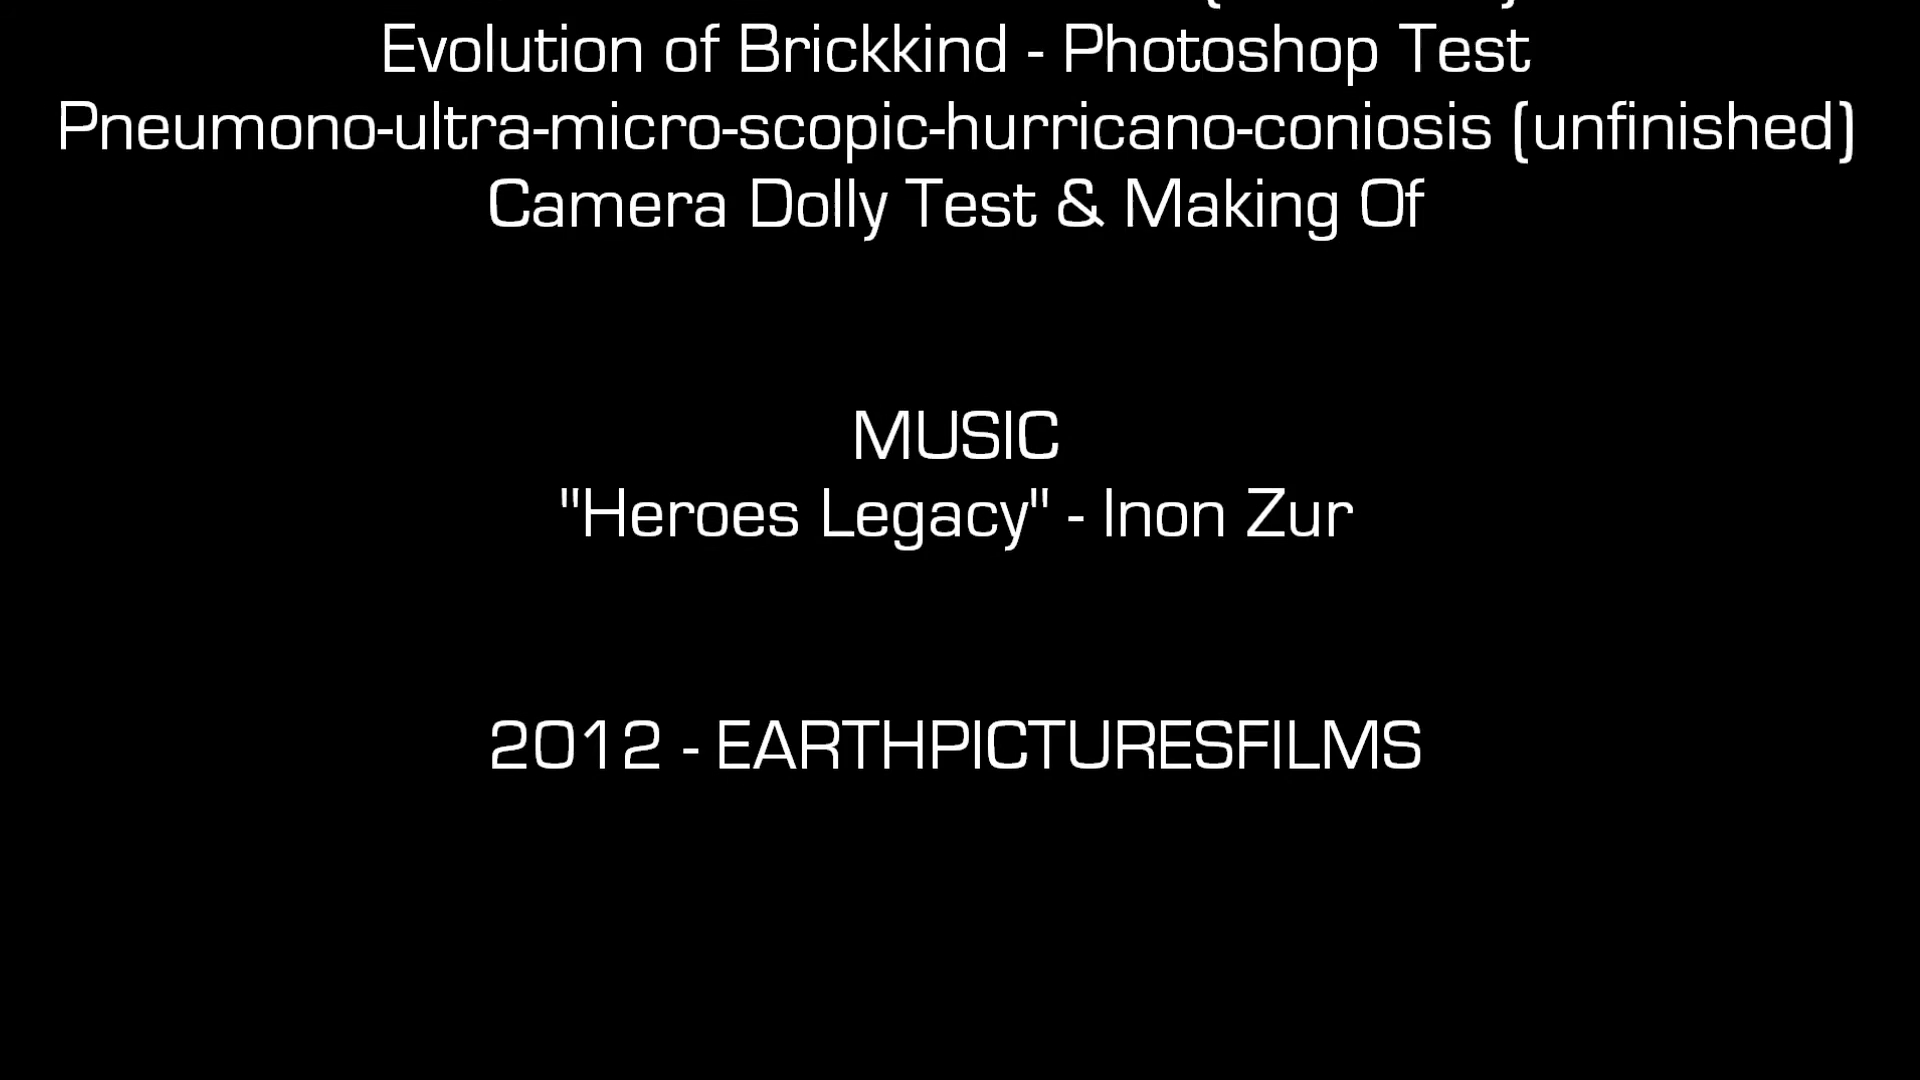 Evolution of Brickkind - Photoshop Test
Pneumono-ultra-micro-scopic-hurricano-coniosis (unfinished)
Camera Dolly Test & Making Of
MUSIC
"Heroes Legacy" - Inon Zur
2012 - EARTHPICTURESFILMS